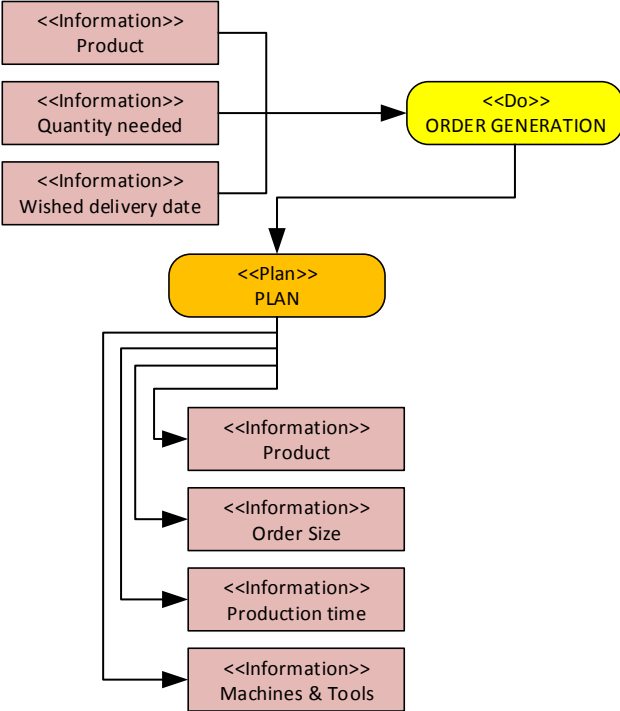 <<Information>>
Product
<<Information>>
Quantity needed
<<Information>>
Wished delivery date
<<Do>>
ORDER GENERATION
<<Plan>>
PLAN
<<Information>>
Product
<<Information>>
Order Size
<<Information>>
Production time
<<Information>>
Machines & Tools